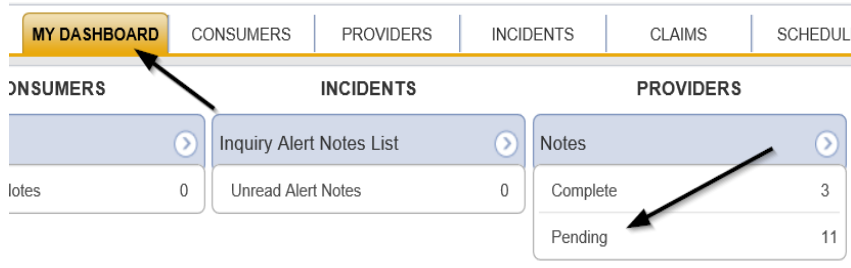 MY DASHBOARD CONSUMERS PROVIDERS INCIDENTS CLAIMS SCHEDUL
ONSUMERS INCIDENTS PROVIDERS
Inquiry Alert Notes List Notes
lotes 0 Unread Alert Notes 0 Complete 3
Pending 11